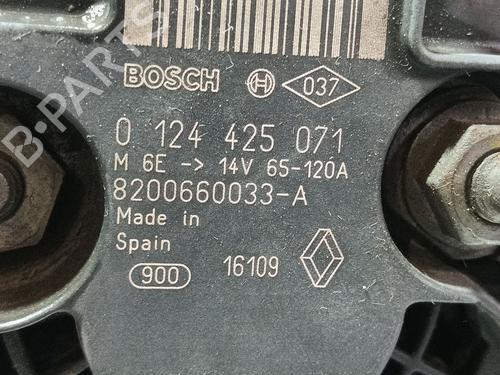 B-PARTS
BOSCH 037
0 124 425 071
M 6E -> 14V 65-120A
8200660033-A
Made in
Spain
900 16109